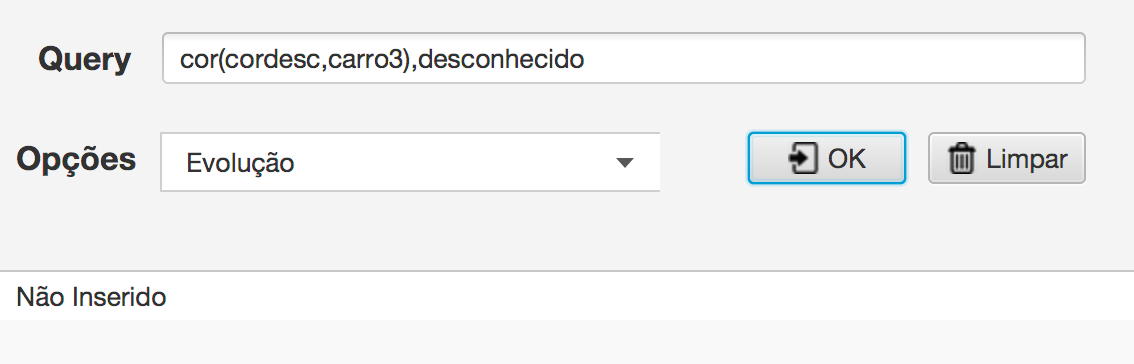 Query cor(cordesc,carro3),desconhecido
Opções Evolução OK Limpar
Não Inserido